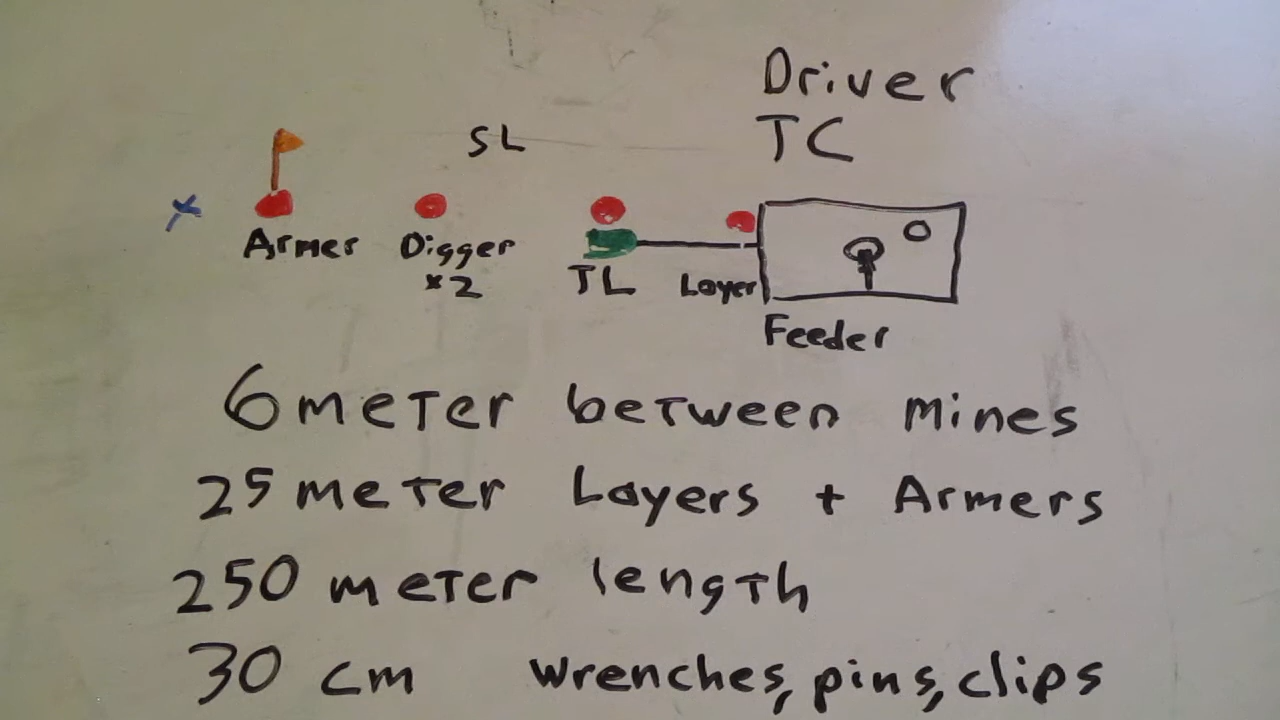 Driver
SL TC
Armer Digger TL Layer
×2
Feeder
6 meter between mines
25 meter Layers + Armers
250 meter length
30 cm wrenches, pins, clips